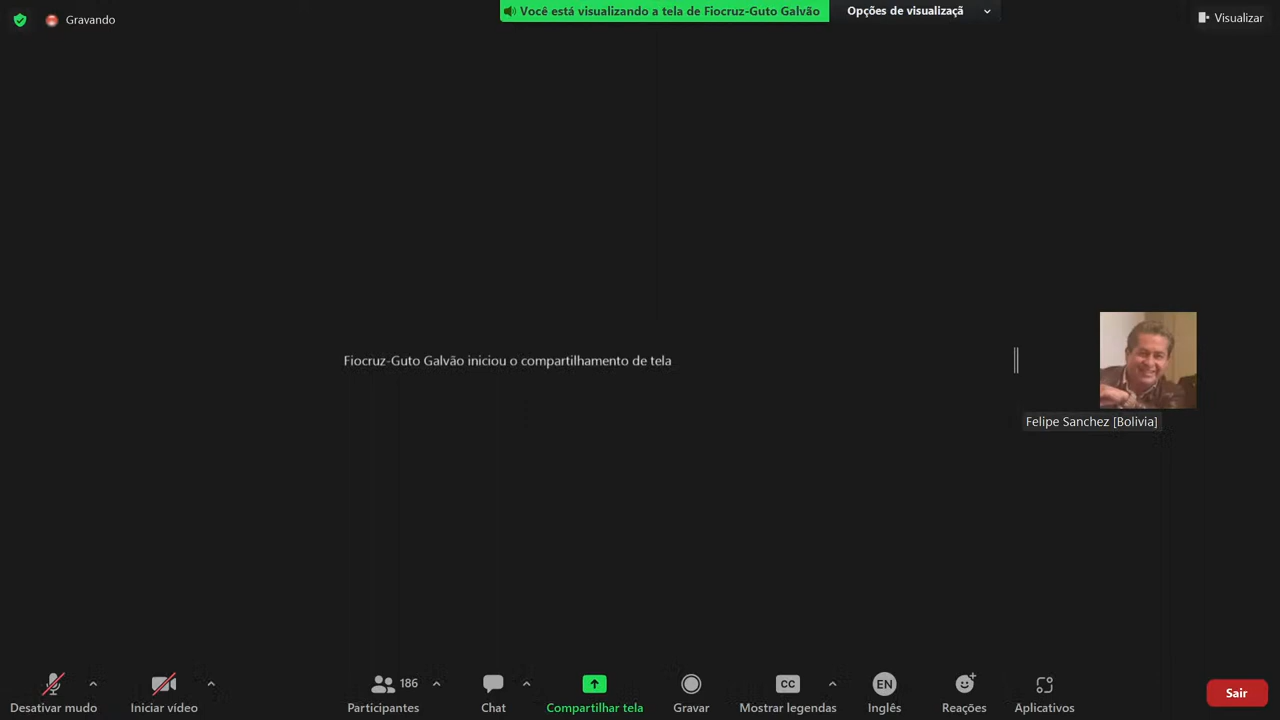 Gravando
Você está visualizando a tela de Fiocruz-Guto Galvão
Opções de visualizaçã
Visualizar
Fiocruz-Guto Galvão iniciou o compartilhamento de tela
Felipe Sanchez [Bolivia]
186
CC
EN
Desativar mudo
Iniciar vídeo
Participantes
Chat
Compartilhar tela
Gravar
Mostrar legendas
Inglês
Reações
Aplicativos
Sair